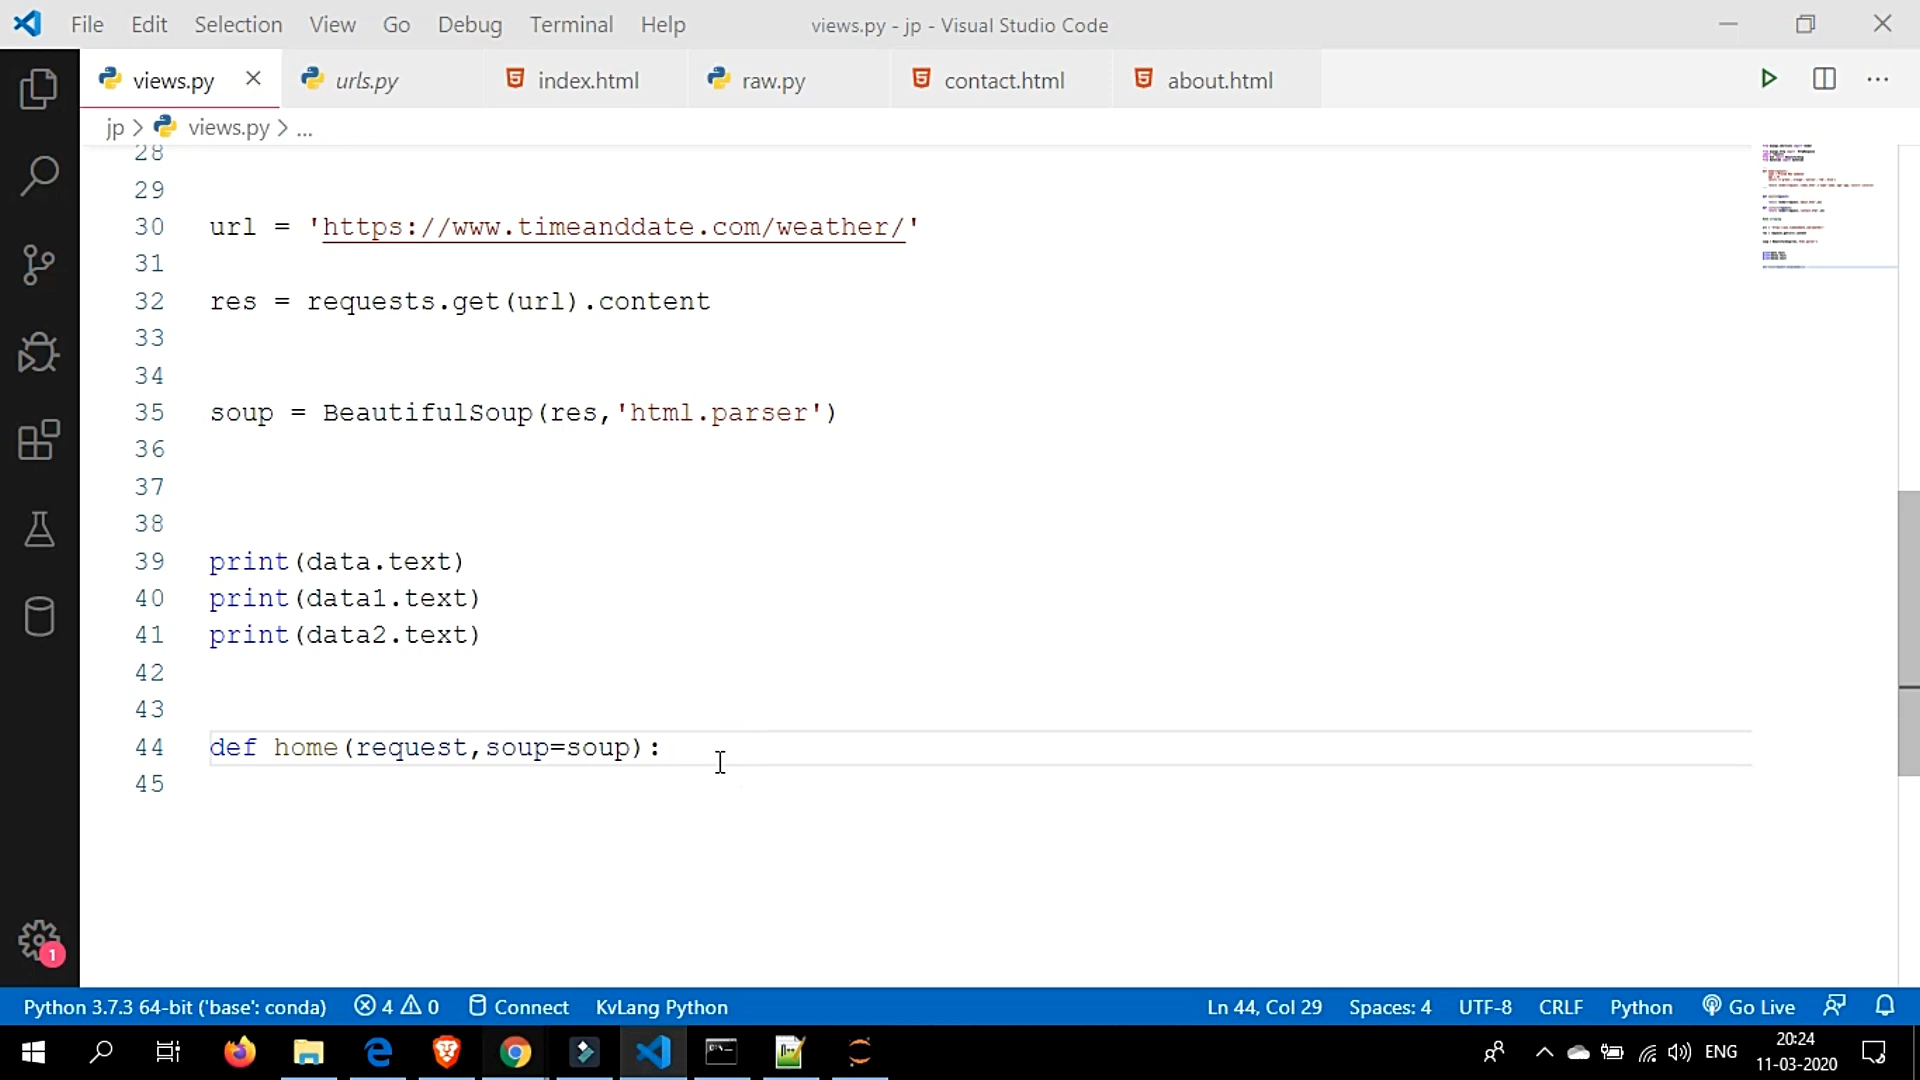 File Edit Selection View Go Debug Terminal Help views.py - jp - Visual Studio Code
views.py urls.py index.html raw.py contact.html about.html
jp > views.py > ...
28
29
30 url = 'https://www.timeanddate.com/weather/'
31
32 res = requests.get(url).content
33
34
35 soup = BeautifulSoup(res,'html.parser')
36
37
38
39 print(data.text)
40 print(data1.text)
41 print(data2.text)
42
43
44 def home(request,soup=soup):
45
1
Python 3.7.3 64-bit ('base': conda) 4 0 Connect KvLang Python Ln 44, Col 29 Spaces: 4 UTF-8 CRLF Python Go Live
ENG 20:24
11-03-2020